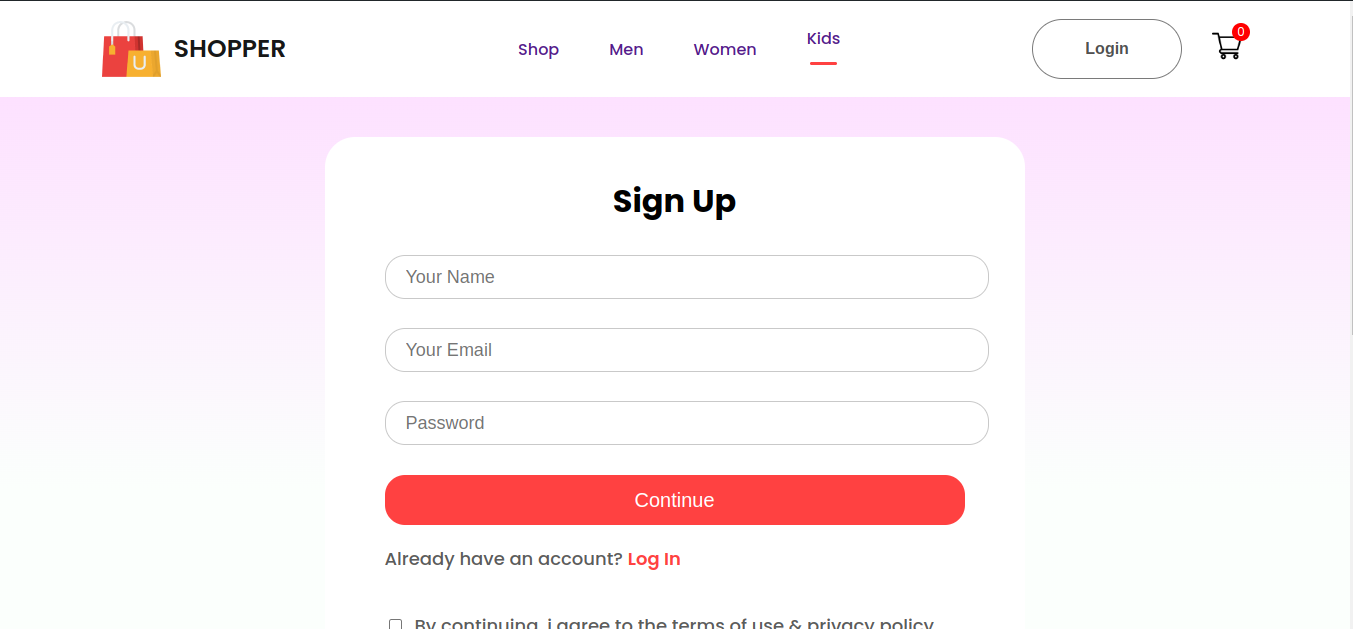 SHOPPER
Shop Men Women Kids
Login
0
Sign Up
Your Name
Your Email
Password
Continue
Already have an account? Log In
By continuing, i agree to the terms of use & privacy policy